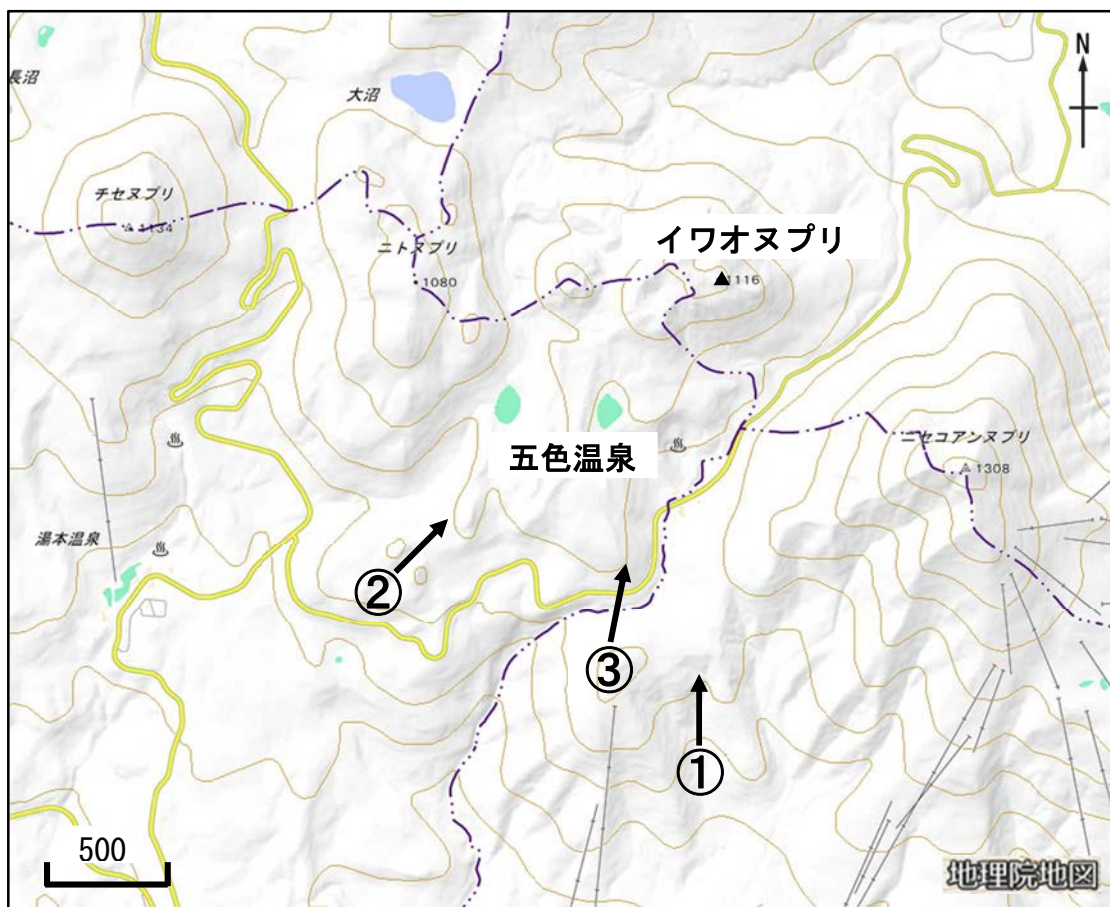 N
長沼
大沼
チセヌプリ
1134
イワオヌプリ
ニトヌプリ
1080
1116
五色温泉
ニセコアンヌプリ
1308
湯本温泉
②
③
①
500
地理院地図